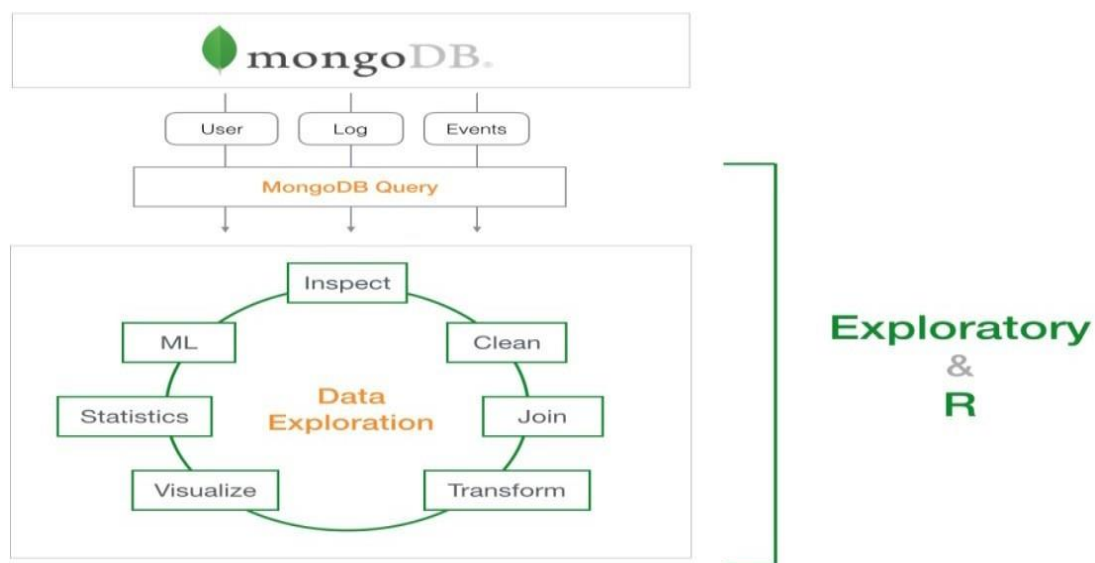 mongoDB.
User
Log
Events
MongoDB Query
Inspect
ML
Clean
Statistics
Data
Exploration
Join
Visualize
Transform
Exploratory
&
R